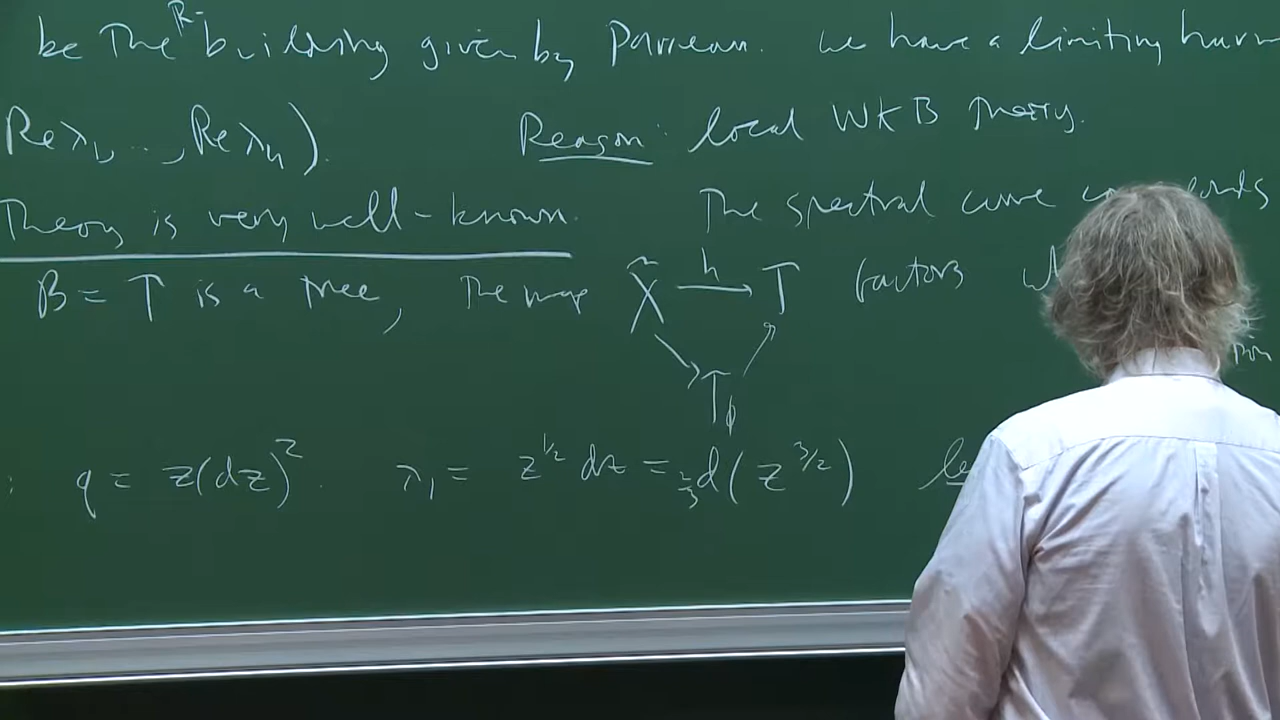 be The R-building given by Parreau. We have a limiting harm
Re λ₁, ..., Re λₙ). Reason: local WKB Theory.
Theory is very well-known. The spectral curve
B = T is a tree, The map X̃ →h T factors
T_ϕ
: q = z(dz)². λ₁ = z^{1/2} dz = 2/3 d(z^{3/2})